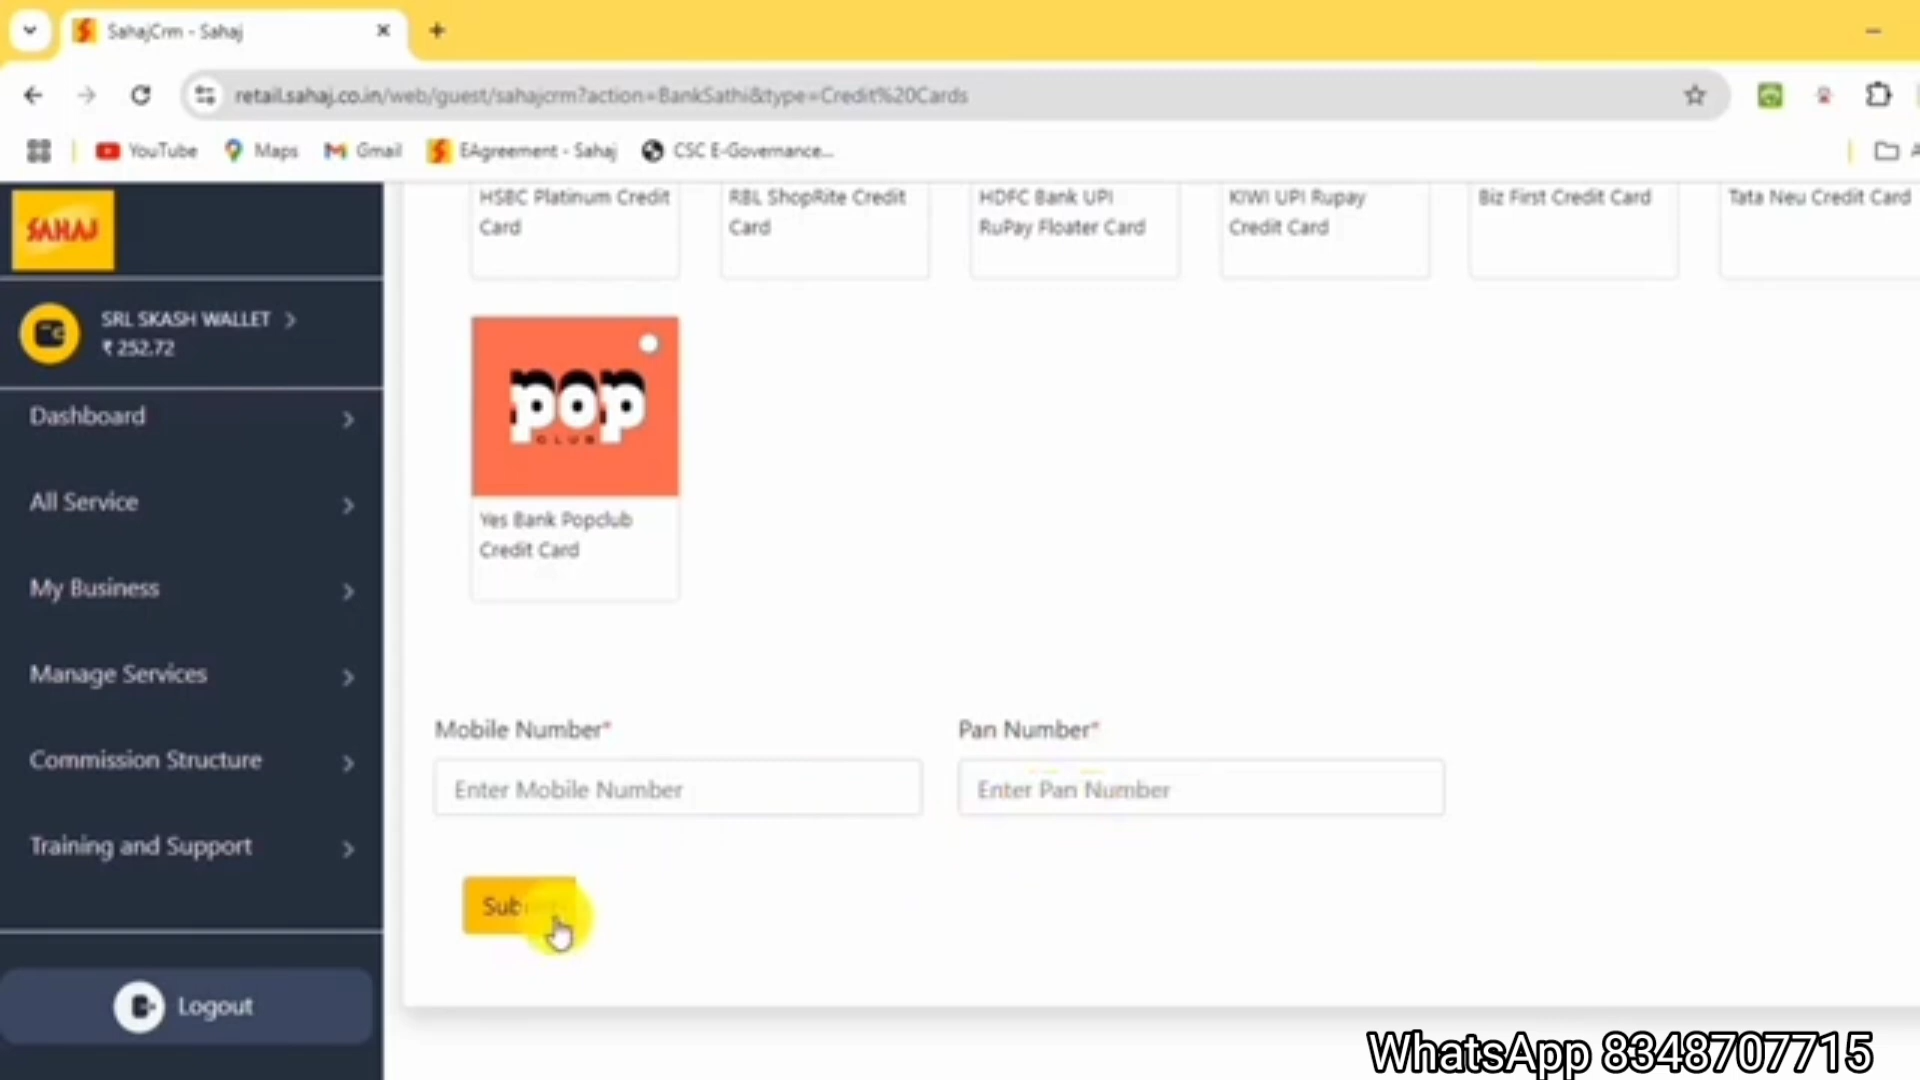 SahajCrm - Sahaj
retail.sahaj.co.in/web/guest/sahajcrm?action=BankSathi&type=Credit%20Cards
YouTube
Maps
Gmail
EAgreement - Sahaj
CSC E-Governance...
SAHAJ
SRL SKASH WALLET
₹ 252.72
Dashboard
All Service
My Business
Manage Services
Commission Structure
Training and Support
Logout
HSBC Platinum Credit
Card
RBL ShopRite Credit
Card
HDFC Bank UPI
RuPay Floater Card
KIWI UPI Rupay
Credit Card
Biz First Credit Card
Tata Neu Credit Card
pop
CLUB
Yes Bank Popclub
Credit Card
Mobile Number*
Enter Mobile Number
Pan Number*
Enter Pan Number
Sub
WhatsApp 8348707715